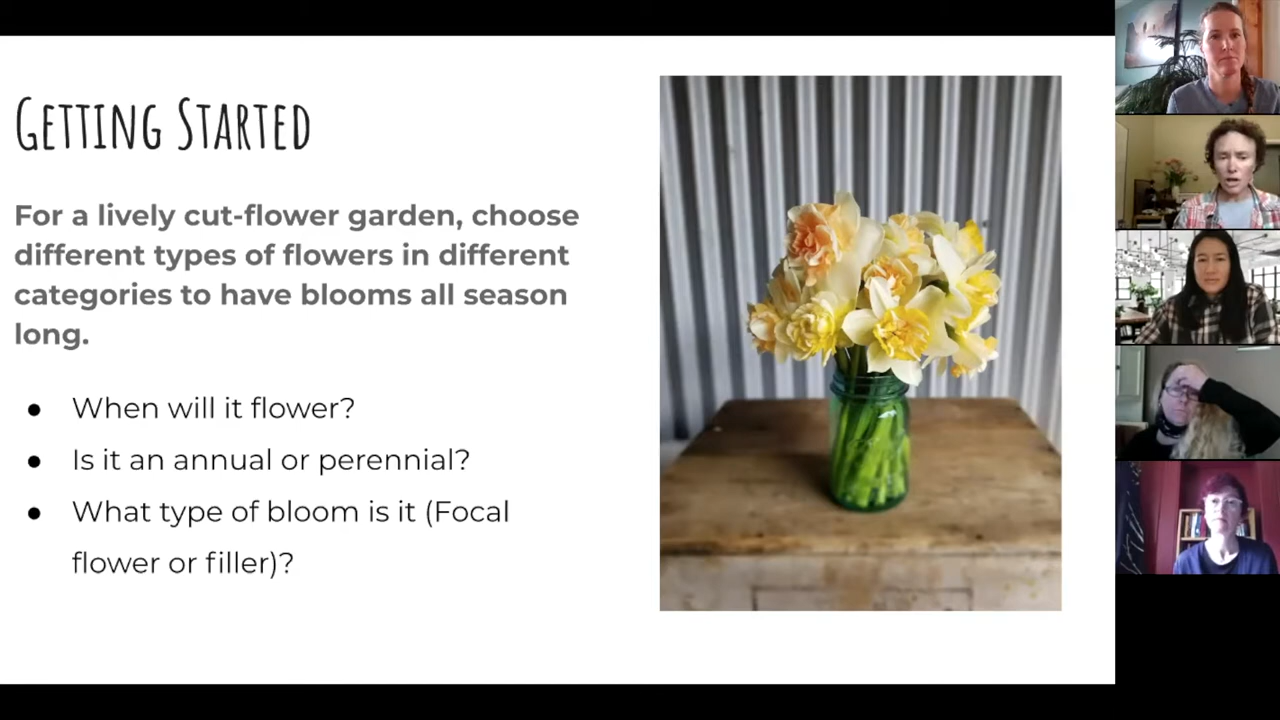 GETTING STARTED
For a lively cut-flower garden, choose
different types of flowers in different
categories to have blooms all season
long.
● When will it flower?
● Is it an annual or perennial?
● What type of bloom is it (Focal
flower or filler)?